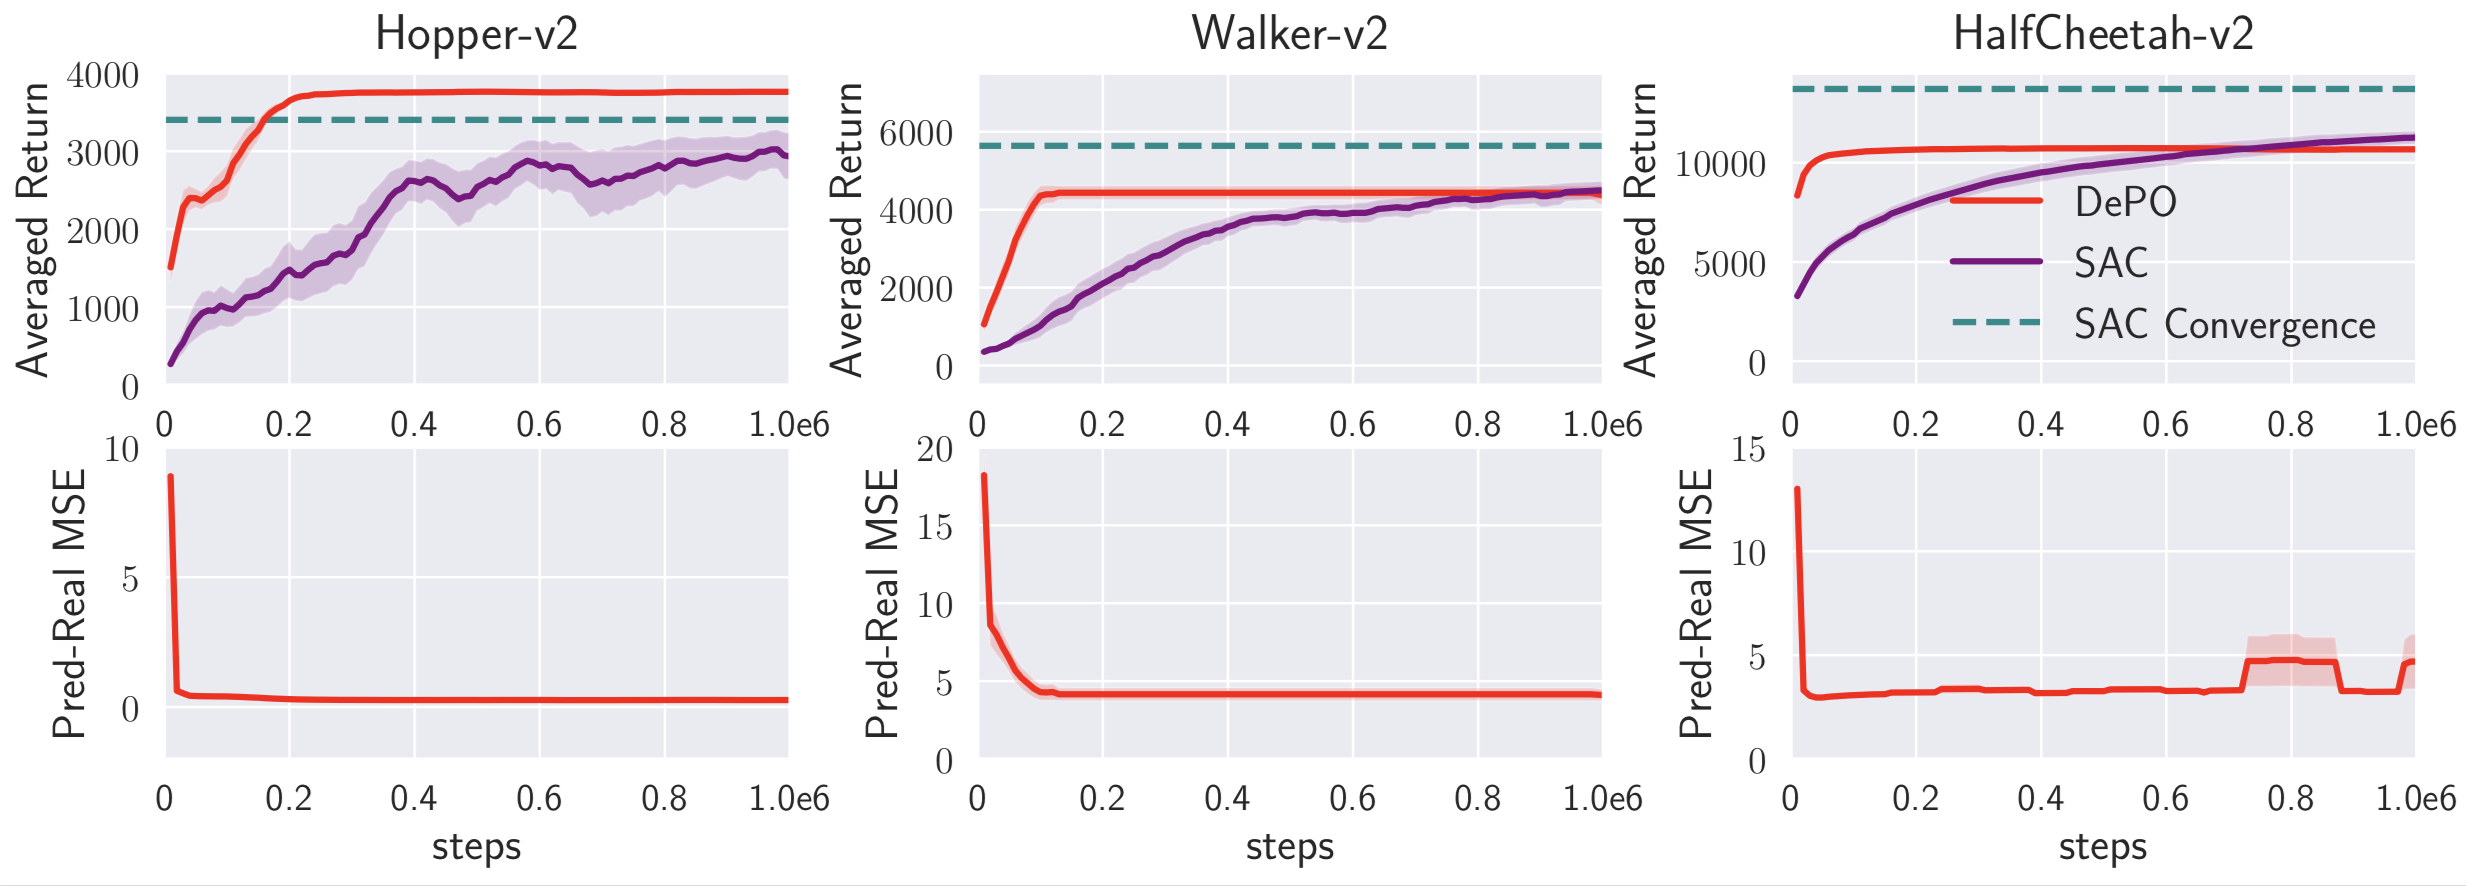 Hopper-v2
Averaged Return
4000
3000
2000
1000
0
0 0.2 0.4 0.6 0.8 1.0e6
Walker-v2
Averaged Return
6000
4000
2000
0
0 0.2 0.4 0.6 0.8 1.0e6
HalfCheetah-v2
Averaged Return
10000
5000
0
DePO
SAC
SAC Convergence
0 0.2 0.4 0.6 0.8 1.0e6
Pred-Real MSE
10
5
0
0 0.2 0.4 0.6 0.8 1.0e6
steps
Pred-Real MSE
20
15
10
5
0
0 0.2 0.4 0.6 0.8 1.0e6
steps
Pred-Real MSE
15
10
5
0
0 0.2 0.4 0.6 0.8 1.0e6
steps